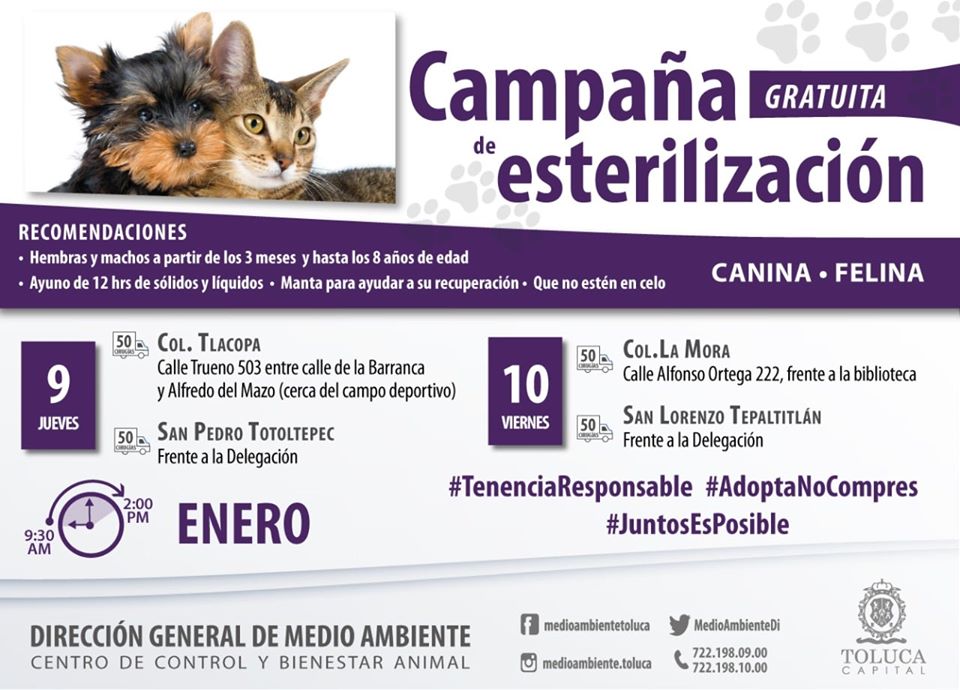 Campaña GRATUITA
de esterilización
CANINA • FELINA
RECOMENDACIONES
• Hembras y machos a partir de los 3 meses y hasta los 8 años de edad
• Ayuno de 12 hrs de sólidos y líquidos • Manta para ayudar a su recuperación • Que no estén en celo
9
JUEVES
50
CIRUGÍAS
COL. TLACOPA
Calle Trueno 503 entre calle de la Barranca
y Alfredo del Mazo (cerca del campo deportivo)
50
CIRUGÍAS
SAN PEDRO TOTOLTEPEC
Frente a la Delegación
10
VIERNES
50
CIRUGÍAS
COL.LA MORA
Calle Alfonso Ortega 222, frente a la biblioteca
50
CIRUGÍAS
SAN LORENZO TEPALTITLÁN
Frente a la Delegación
9:30
AM
2:00
PM
ENERO
#TenenciaResponsable #AdoptaNoCompres
#JuntosEsPosible
DIRECCIÓN GENERAL DE MEDIO AMBIENTE
CENTRO DE CONTROL Y BIENESTAR ANIMAL
medioambientetoluca
MedioAmbienteDi
medioambiente.toluca
722.198.09.00
722.198.10.00
TOLUCA
CAPITAL